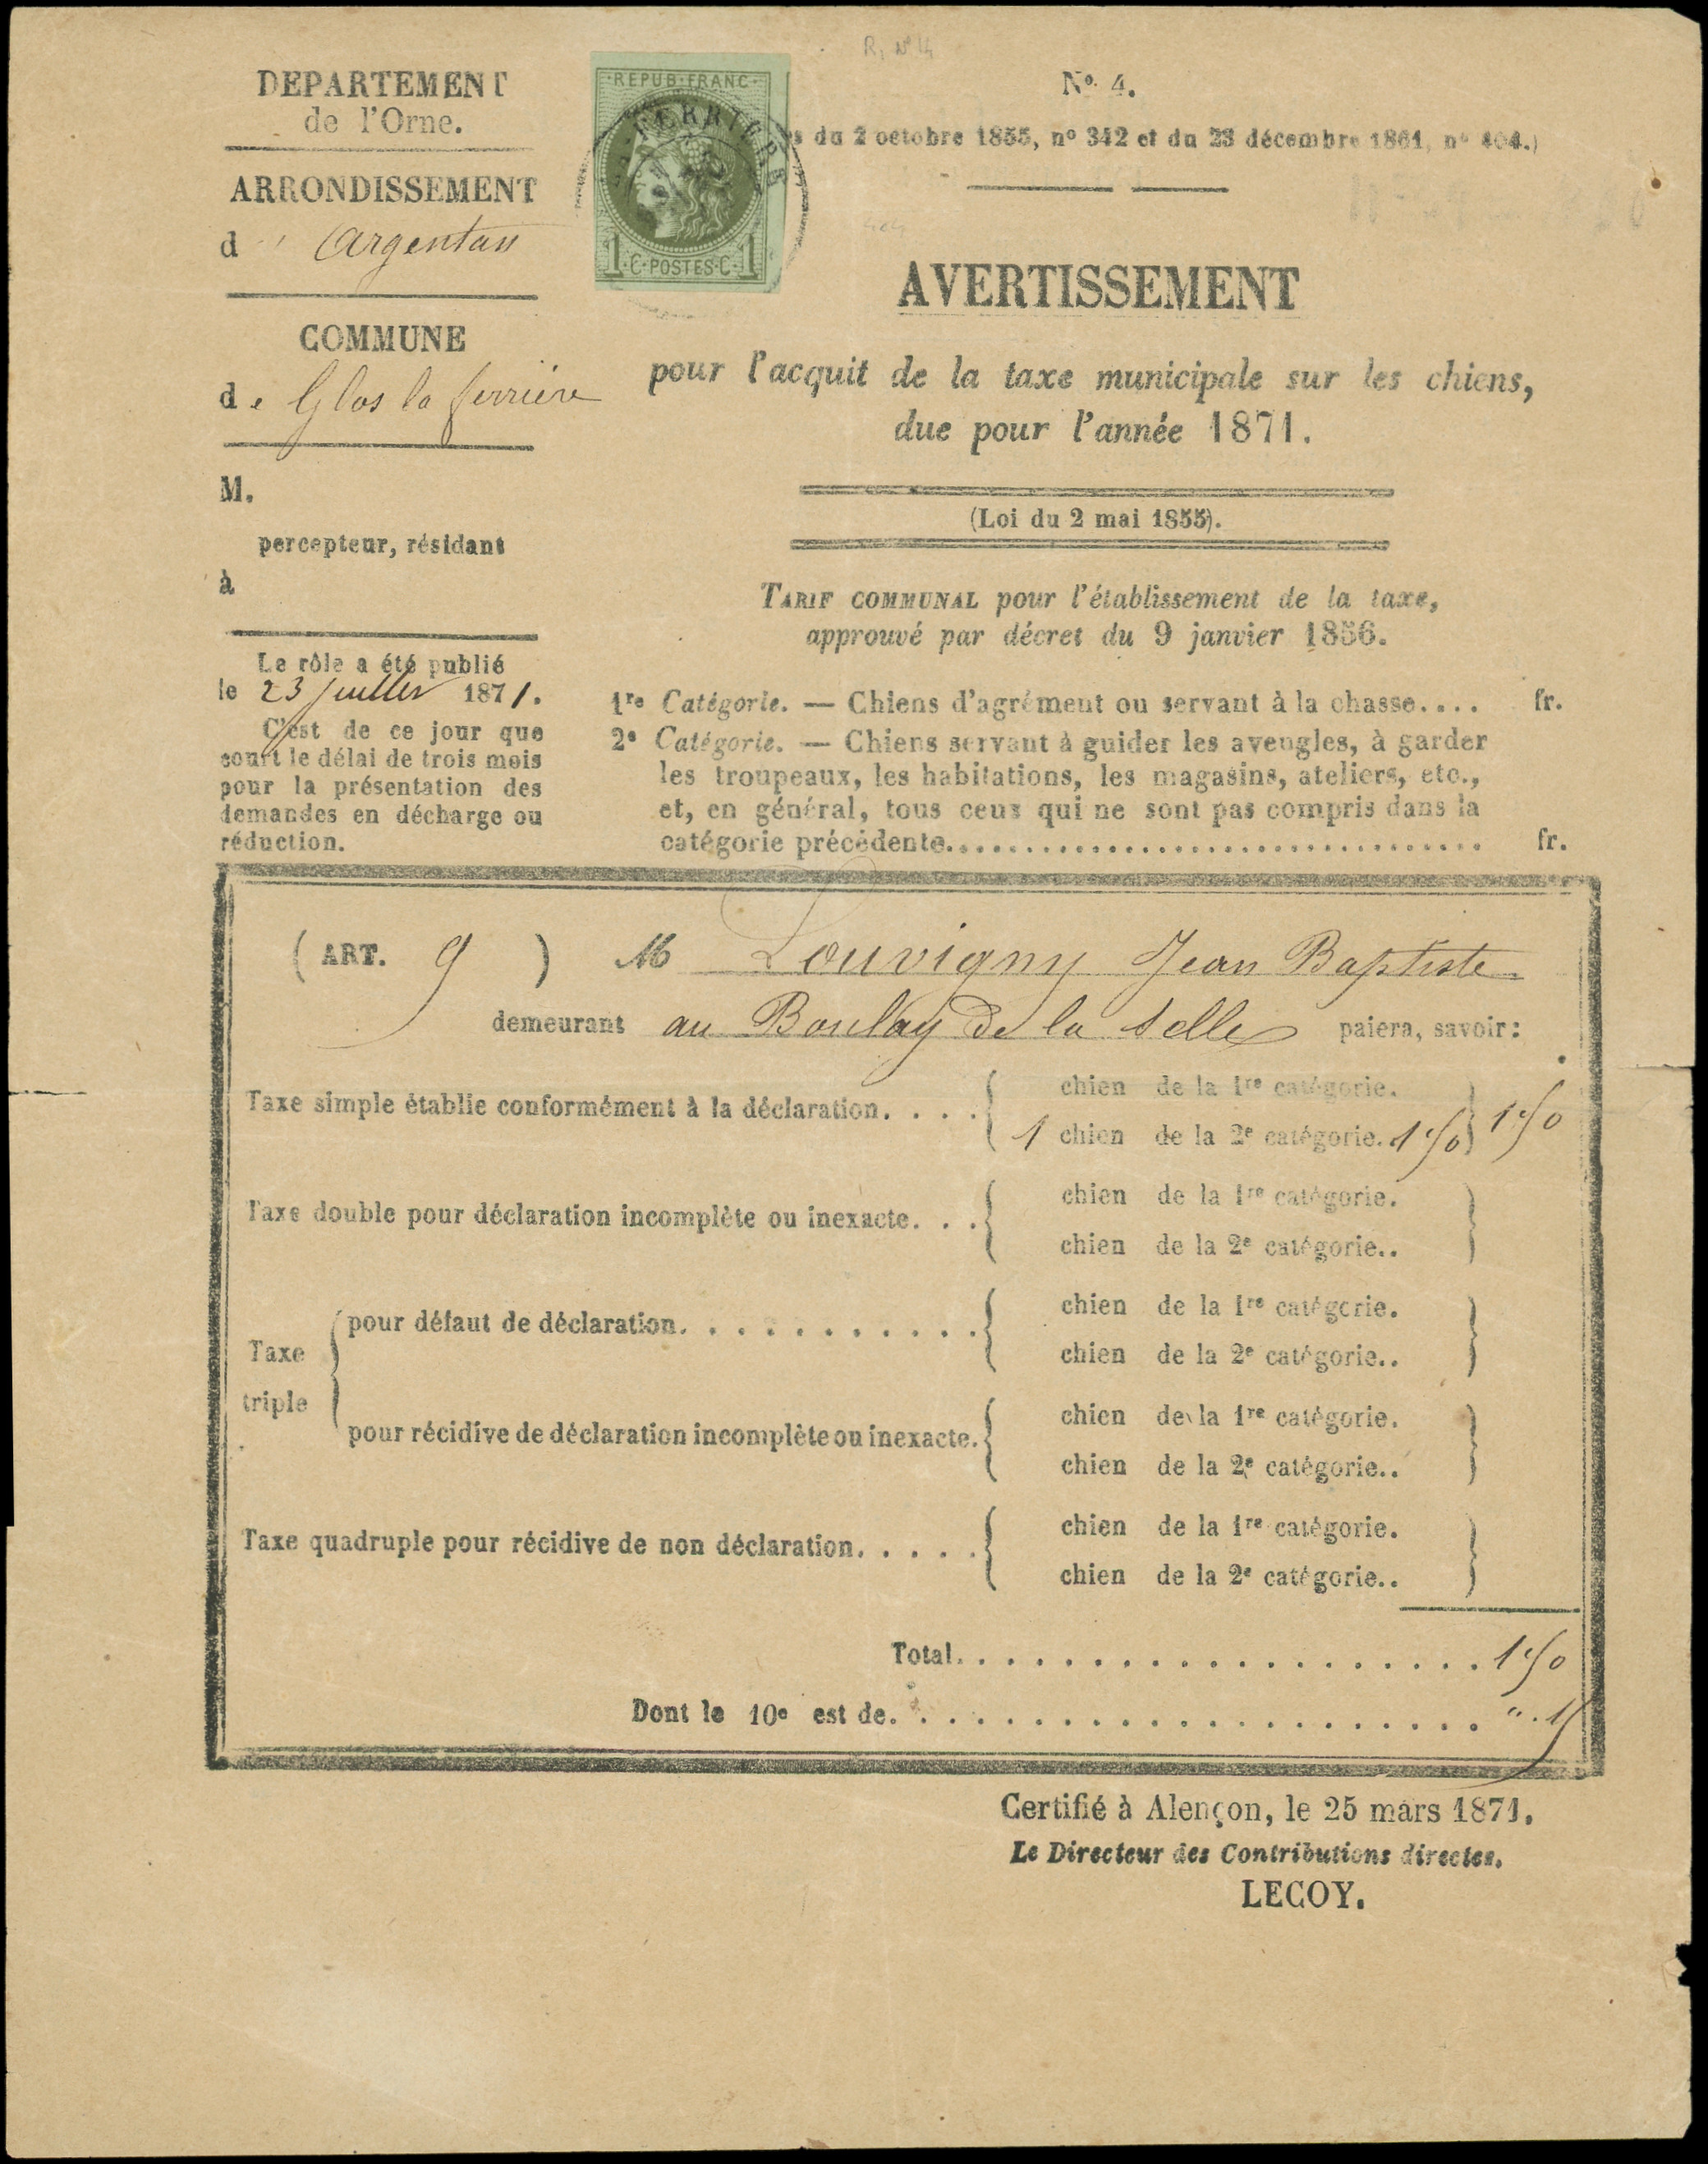 DEPARTEMENT
de l'Orne.
ARRONDISSEMENT
d' Argentan
COMMUNE
de Glos la ferrière
M.
percepteur, résidant
à
Le rôle a été publié
le 23 juillet 1871.
C'est de ce jour que
court le délai de trois mois
pour la présentation des
demandes en décharge ou
réduction.
REPUB·FRANC
FERRIÈRE
1·C·POSTES·C·1
N° 4.
s du 2 octobre 1855, n° 342 et du 23 décembre 1861, n° 404.)
AVERTISSEMENT
pour l'acquit de la taxe municipale sur les chiens,
due pour l'année 1871.
(Loi du 2 mai 1855).
TARIF COMMUNAL pour l'établissement de la taxe,
approuvé par décret du 9 janvier 1856.
1re Catégorie. — Chiens d'agrément ou servant à la chasse.... fr.
2e Catégorie. — Chiens servant à guider les aveugles, à garder
les troupeaux, les habitations, les magasins, ateliers, etc.,
et, en général, tous ceux qui ne sont pas compris dans la
catégorie précédente.................................. fr.
(ART. 9) M Louvigny Jean Baptiste
demeurant au Boulay de la Selle paiera, savoir:
Taxe simple établie conformément à la déclaration. . . . . chien de la 1re catégorie.
1 chien de la 2e catégorie. 1 50 1 50
Taxe double pour déclaration incomplète ou inexacte. . . chien de la 1re catégorie.
chien de la 2e catégorie..
Taxe triple
pour défaut de déclaration. . . . . . . . . . . chien de la 1re catégorie.
chien de la 2e catégorie..
pour récidive de déclaration incomplète ou inexacte. chien de la 1re catégorie.
chien de la 2e catégorie..
Taxe quadruple pour récidive de non déclaration. . . . . chien de la 1re catégorie.
chien de la 2e catégorie..
Total. . . . . . . . . . . . . . . . . . . 1 50
Dont le 10e est de. . . . . . . . . . . . . . . . . . . . . " 15
Certifié à Alençon, le 25 mars 1871.
Le Directeur des Contributions directes,
LECOY.